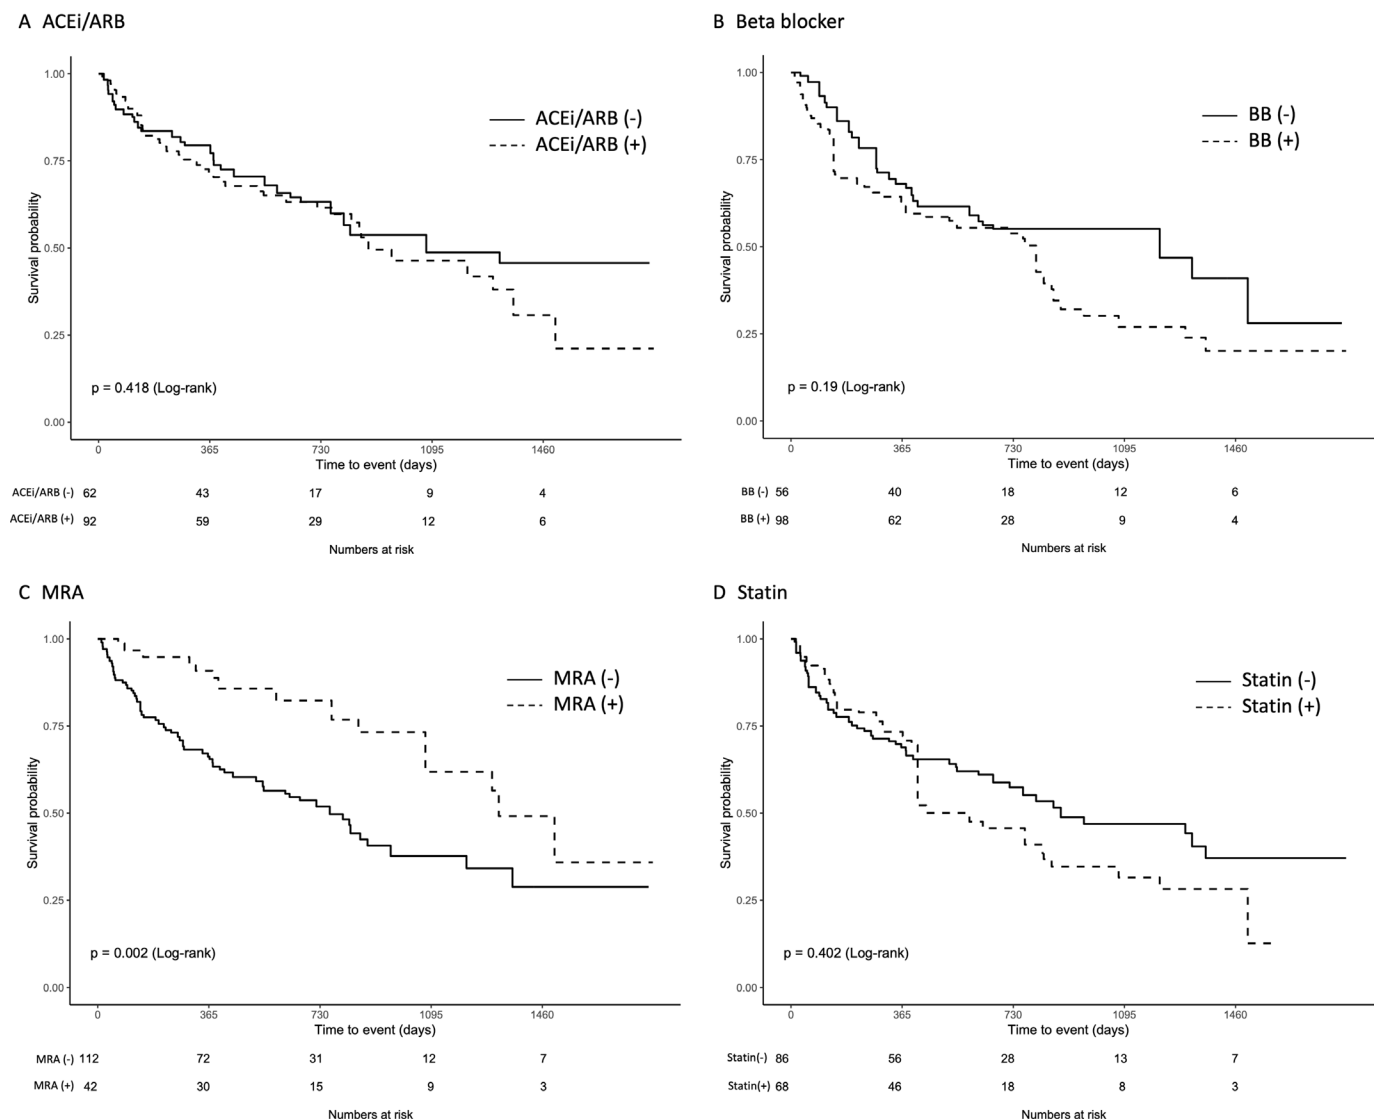 A ACEi/ARB
1.00
0.75
0.50
0.25
0.00
Survival probability
ACEi/ARB (-)
ACEi/ARB (+)
p = 0.418 (Log-rank)
0 365 730 1095 1460
Time to event (days)
ACEi/ARB (-) 62 43 17 9 4
ACEi/ARB (+) 92 59 29 12 6
Numbers at risk
B Beta blocker
1.00
0.75
0.50
0.25
0.00
Survival probability
BB (-)
BB (+)
p = 0.19 (Log-rank)
0 365 730 1095 1460
Time to event (days)
BB (-) 56 40 18 12 6
BB (+) 98 62 28 9 4
Numbers at risk
C MRA
1.00
0.75
0.50
0.25
0.00
Survival probability
MRA (-)
MRA (+)
p = 0.002 (Log-rank)
0 365 730 1095 1460
Time to event (days)
MRA (-) 112 72 31 12 7
MRA (+) 42 30 15 9 3
Numbers at risk
D Statin
1.00
0.75
0.50
0.25
0.00
Survival probability
Statin (-)
Statin (+)
p = 0.402 (Log-rank)
0 365 730 1095 1460
Time to event (days)
Statin(-) 86 56 28 13 7
Statin(+) 68 46 18 8 3
Numbers at risk